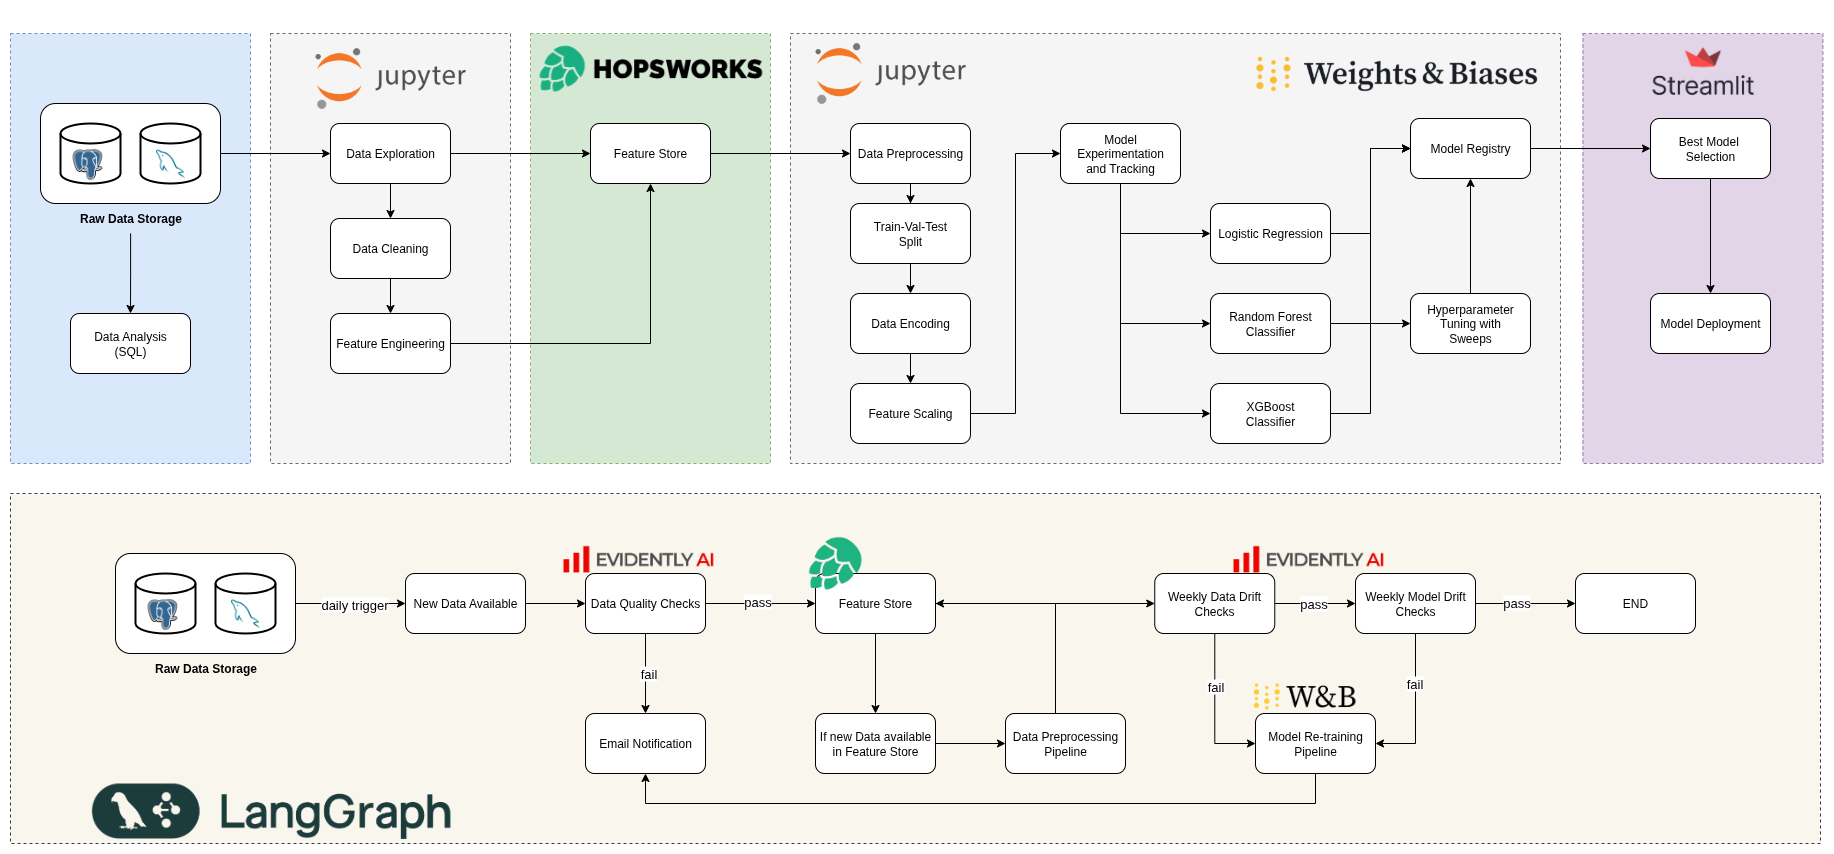 Raw Data Storage
Data Analysis
(SQL)
jupyter
Data Exploration
Data Cleaning
Feature Engineering
HOPSWORKS
Feature Store
jupyter
Weights & Biases
Data Preprocessing
Train-Val-Test
Split
Data Encoding
Feature Scaling
Model
Experimentation
and Tracking
Logistic Regression
Random Forest
Classifier
XGBoost
Classifier
Model Registry
Hyperparameter
Tuning with
Sweeps
Streamlit
Best Model
Selection
Model Deployment
Raw Data Storage
daily trigger
New Data Available
EVIDENTLY AI
Data Quality Checks
pass
fail
Email Notification
Feature Store
If new Data available
in Feature Store
Data Preprocessing
Pipeline
EVIDENTLY AI
Weekly Data Drift
Checks
pass
Weekly Model Drift
Checks
pass
END
fail
fail
W&B
Model Re-training
Pipeline
LangGraph